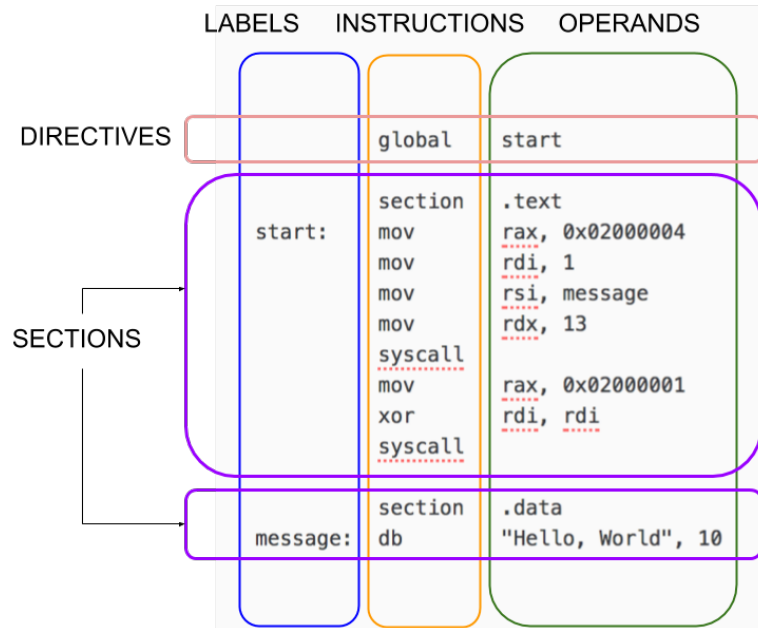 LABELS INSTRUCTIONS OPERANDS
DIRECTIVES global start
section .text
start: mov rax, 0x02000004
mov rdi, 1
mov rsi, message
SECTIONS mov rdx, 13
syscall
mov rax, 0x02000001
xor rdi, rdi
syscall
section .data
message: db "Hello, World", 10